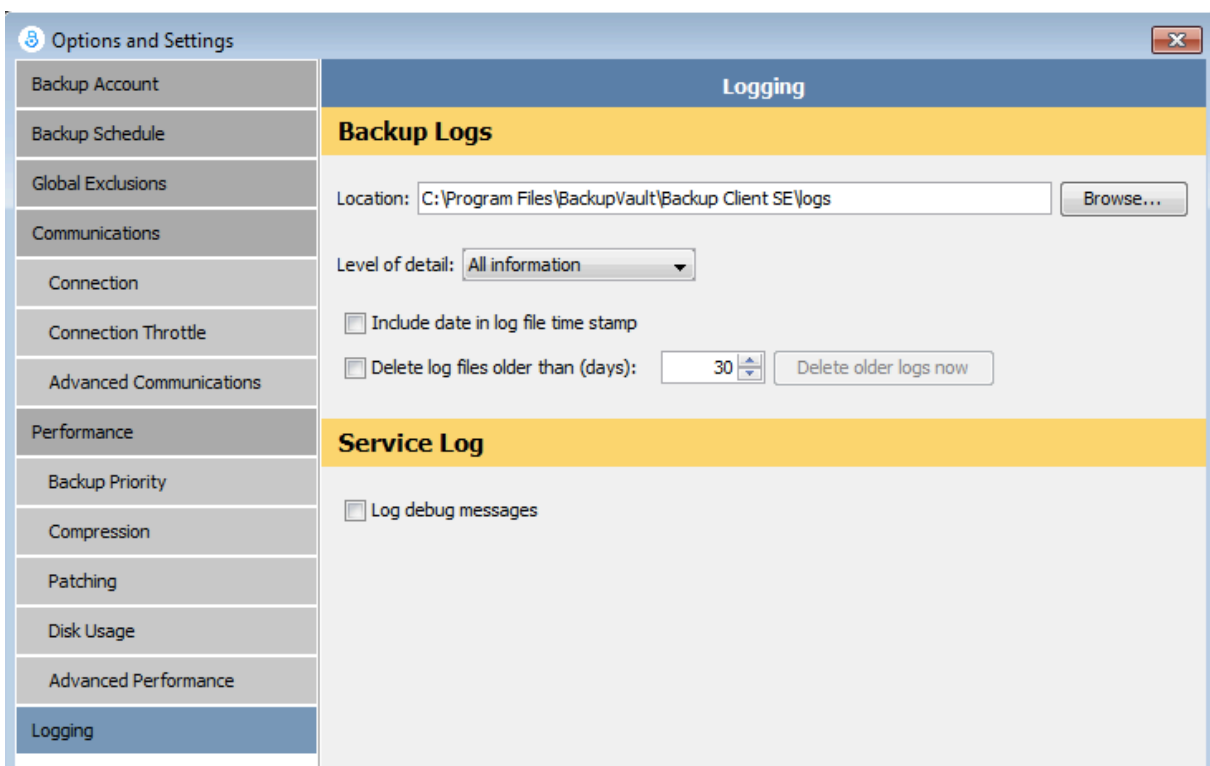 Options and Settings
Backup Account
Backup Schedule
Global Exclusions
Communications
Connection
Connection Throttle
Advanced Communications
Performance
Backup Priority
Compression
Patching
Disk Usage
Advanced Performance
Logging
Logging
Backup Logs
Location: C:\Program Files\BackupVault\Backup Client SE\logs Browse...
Level of detail: All information
Include date in log file time stamp
Delete log files older than (days): 30 Delete older logs now
Service Log
Log debug messages